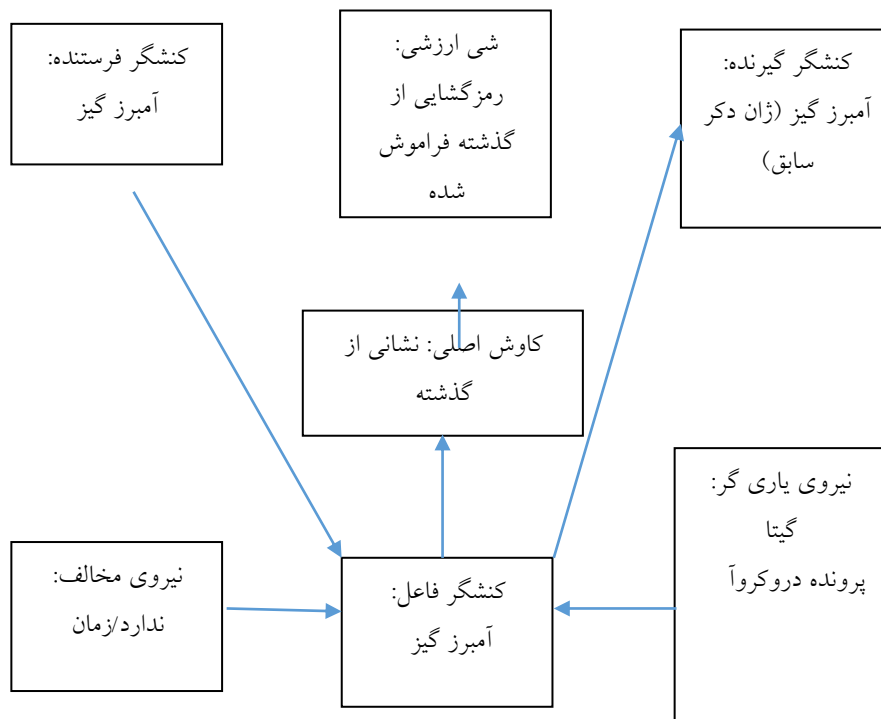 کنشگر گیرنده:
آمبرز گیز (ژان دکر
سابق)
شی ارزشی:
رمزگشایی از
گذشته فراموش
شده
کنشگر فرستنده:
آمبرز گیز
کاوش اصلی: نشانی از
گذشته
نیروی یاری گر:
گیتا
پرونده دروکروآ
کنشگر فاعل:
آمبرز گیز
نیروی مخالف:
ندارد/زمان